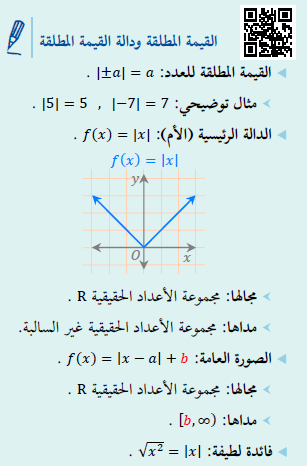 القيمة المطلقة ودالة القيمة المطلقة
القيمة المطلقة للعدد: |±a| = a .
مثال توضيحي: |−7| = 7 , |5| = 5 .
الدالة الرئيسية (الأم): f(x) = |x| .
f(x) = |x|
y
O x
مجالها: مجموعة الأعداد الحقيقية R .
مداها: مجموعة الأعداد الحقيقية غير السالبة.
الصورة العامة: f(x) = |x − a| + b .
مجالها: مجموعة الأعداد الحقيقية R .
مداها: [b, ∞) .
فائدة لطيفة: √x² = |x| .